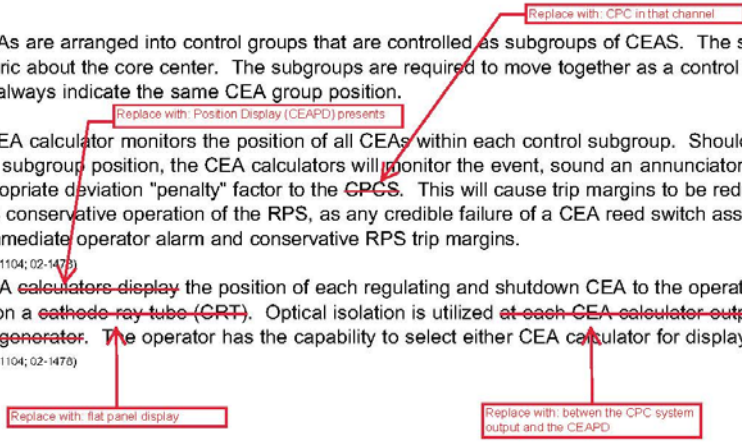 Replace with: CPC in that channel
As are arranged into control groups that are controlled as subgroups of CEAS. The s
ric about the core center. The subgroups are required to move together as a control
always indicate the same CEA group position.
Replace with: Position Display (CEAPD) presents
EA calculator monitors the position of all CEAs within each control subgroup. Shoul
subgroup position, the CEA calculators will monitor the event, sound an annunciator
opriate deviation "penalty" factor to the CPCS. This will cause trip margins to be red
conservative operation of the RPS, as any credible failure of a CEA reed switch ass
mmediate operator alarm and conservative RPS trip margins.
1104; 02-1478)
A calculators display the position of each regulating and shutdown CEA to the operat
on a cathode ray tube (CRT). Optical isolation is utilized at each CEA calculator outp
generator. The operator has the capability to select either CEA calculator for display
1104; 02-1478)
Replace with: flat panel display
Replace with: betwen the CPC system
output and the CEAPD